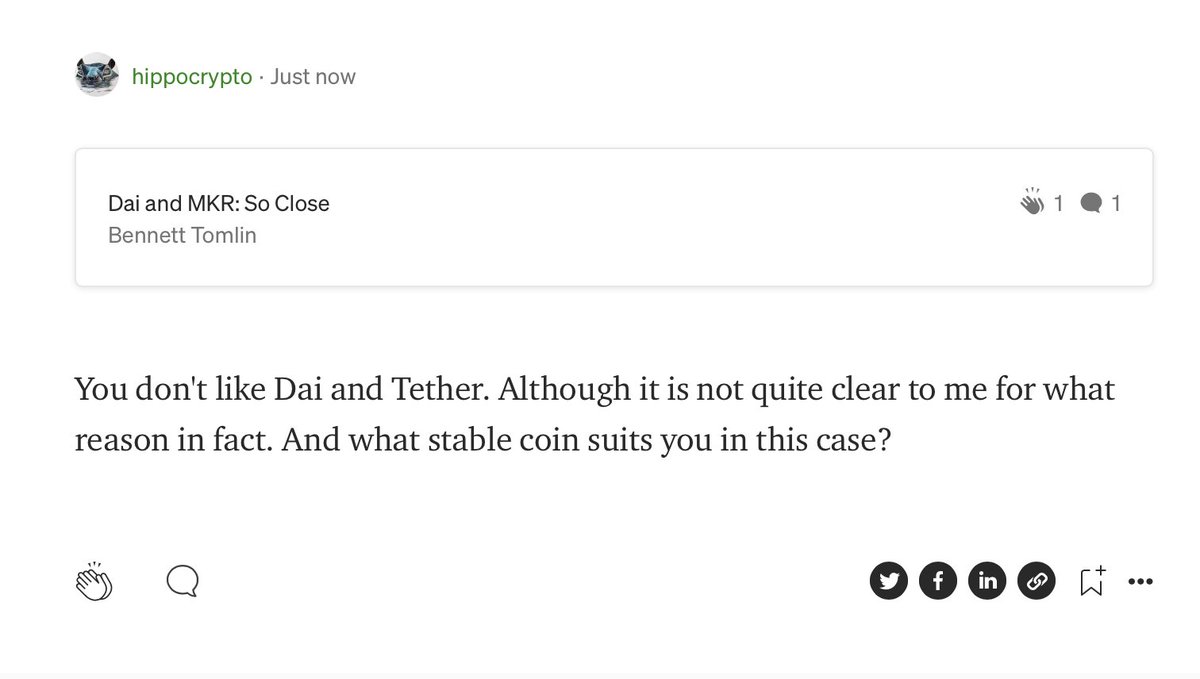 hippocrypto · Just now
Dai and MKR: So Close
1 1
Bennett Tomlin
You don't like Dai and Tether. Although it is not quite clear to me for what
reason in fact. And what stable coin suits you in this case?